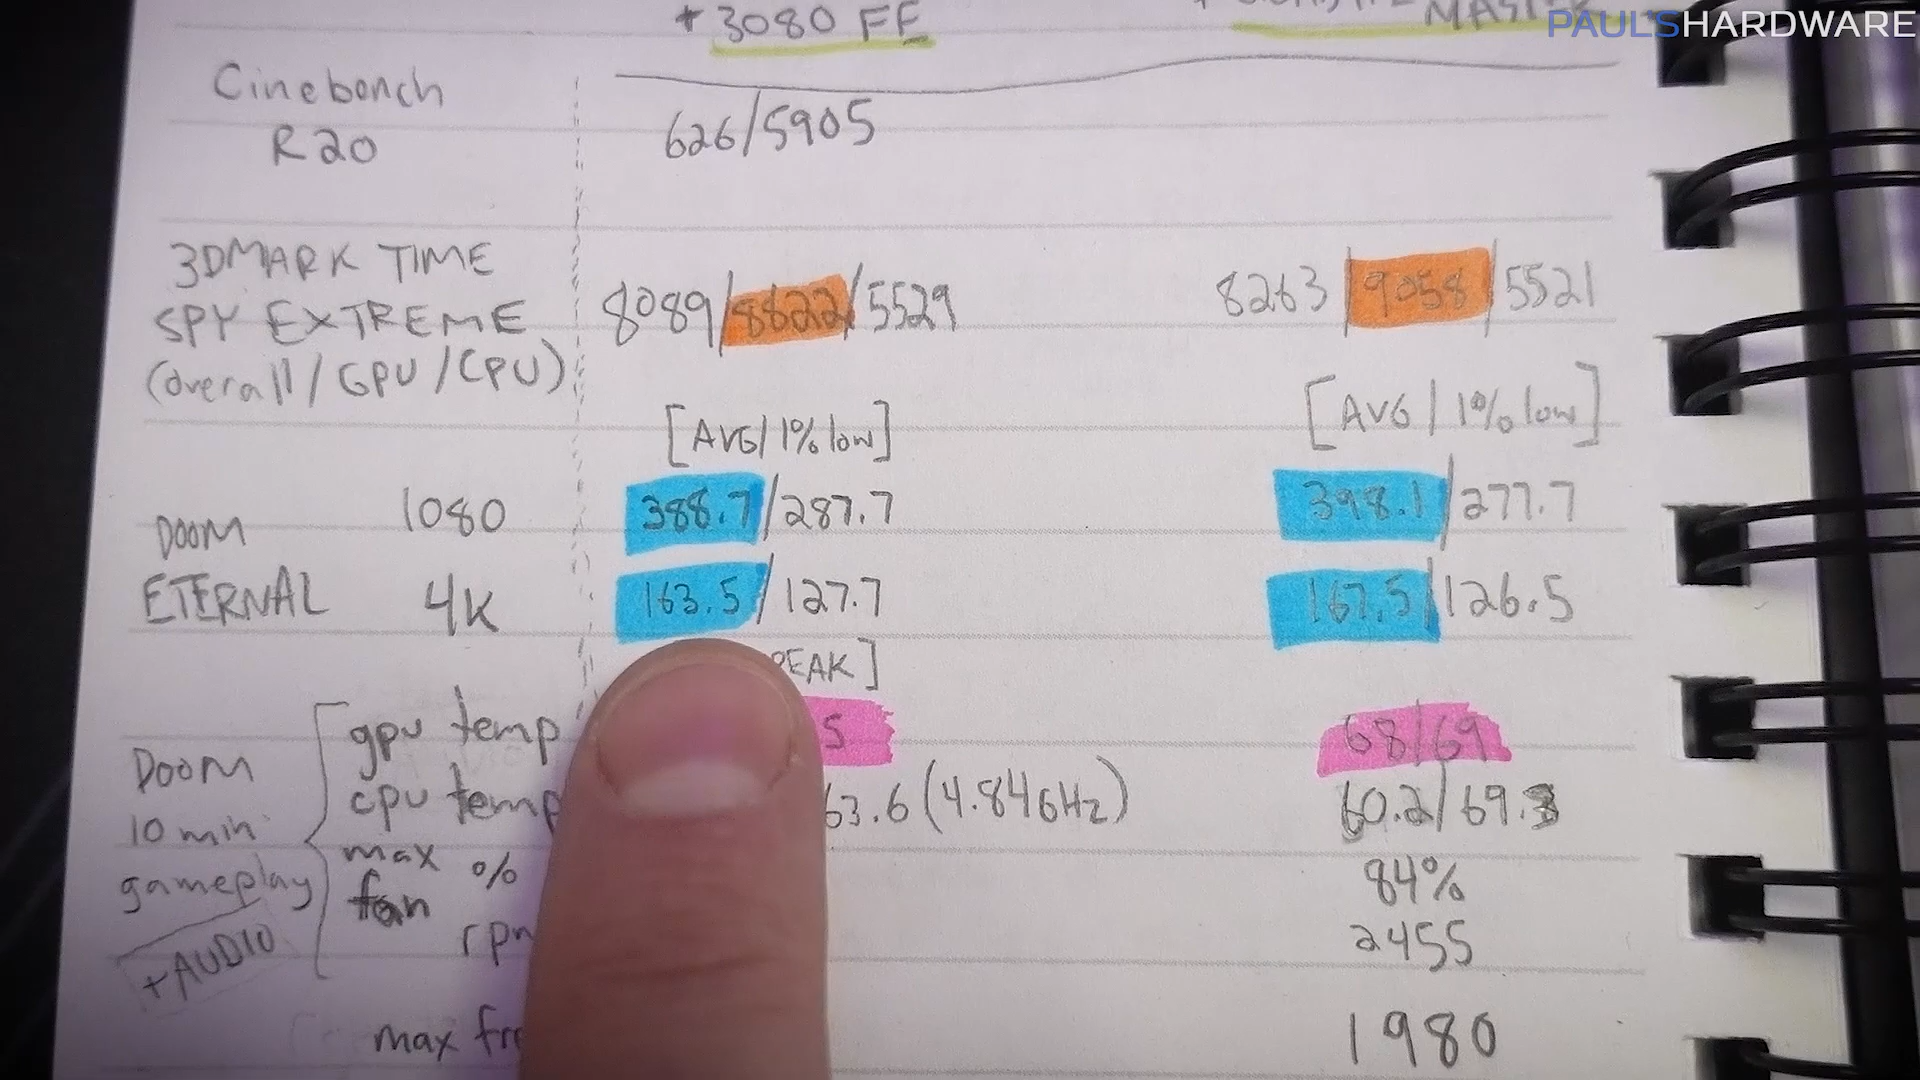 + 3080 FE
PAUL'SHARDWARE
Cinebench
R20
626/5905
3DMARK TIME
SPY EXTREME
(overall/GPU/CPU)
8089/8822/5529
8263/9058/5521
[AVG/1% low]
[AVG/1% low]
DOOM
ETERNAL
1080
388.7/287.7
398.1/277.7
4K
163.5/127.7
167.5/126.5
PEAK]
DOOM
10 min
gameplay
+AUDIO
gpu temp
5
68/69
cpu temp
63.6 (4.84GHz)
60.2/69.3
max %
fan
84%
2455
max
1980